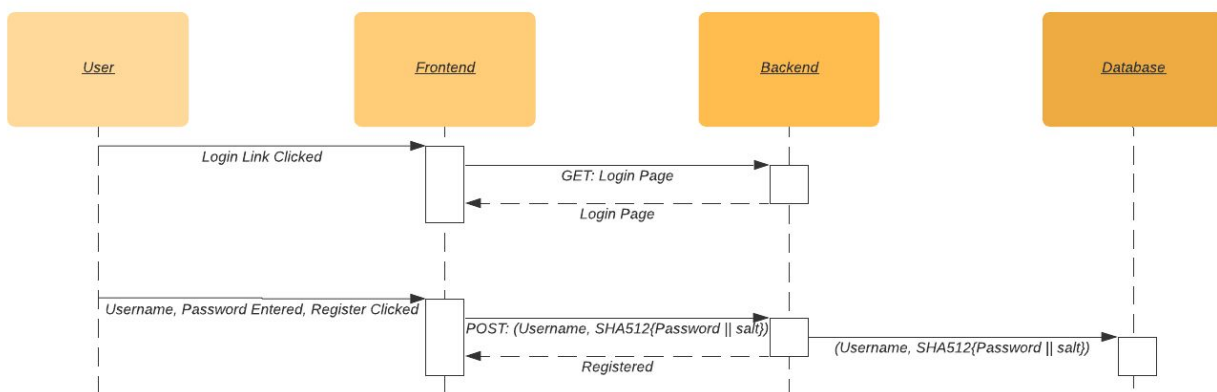 User
Frontend
Backend
Database
Login Link Clicked
GET: Login Page
Login Page
Username, Password Entered, Register Clicked
POST: (Username, SHA512{Password || salt})
(Username, SHA512{Password || salt})
Registered